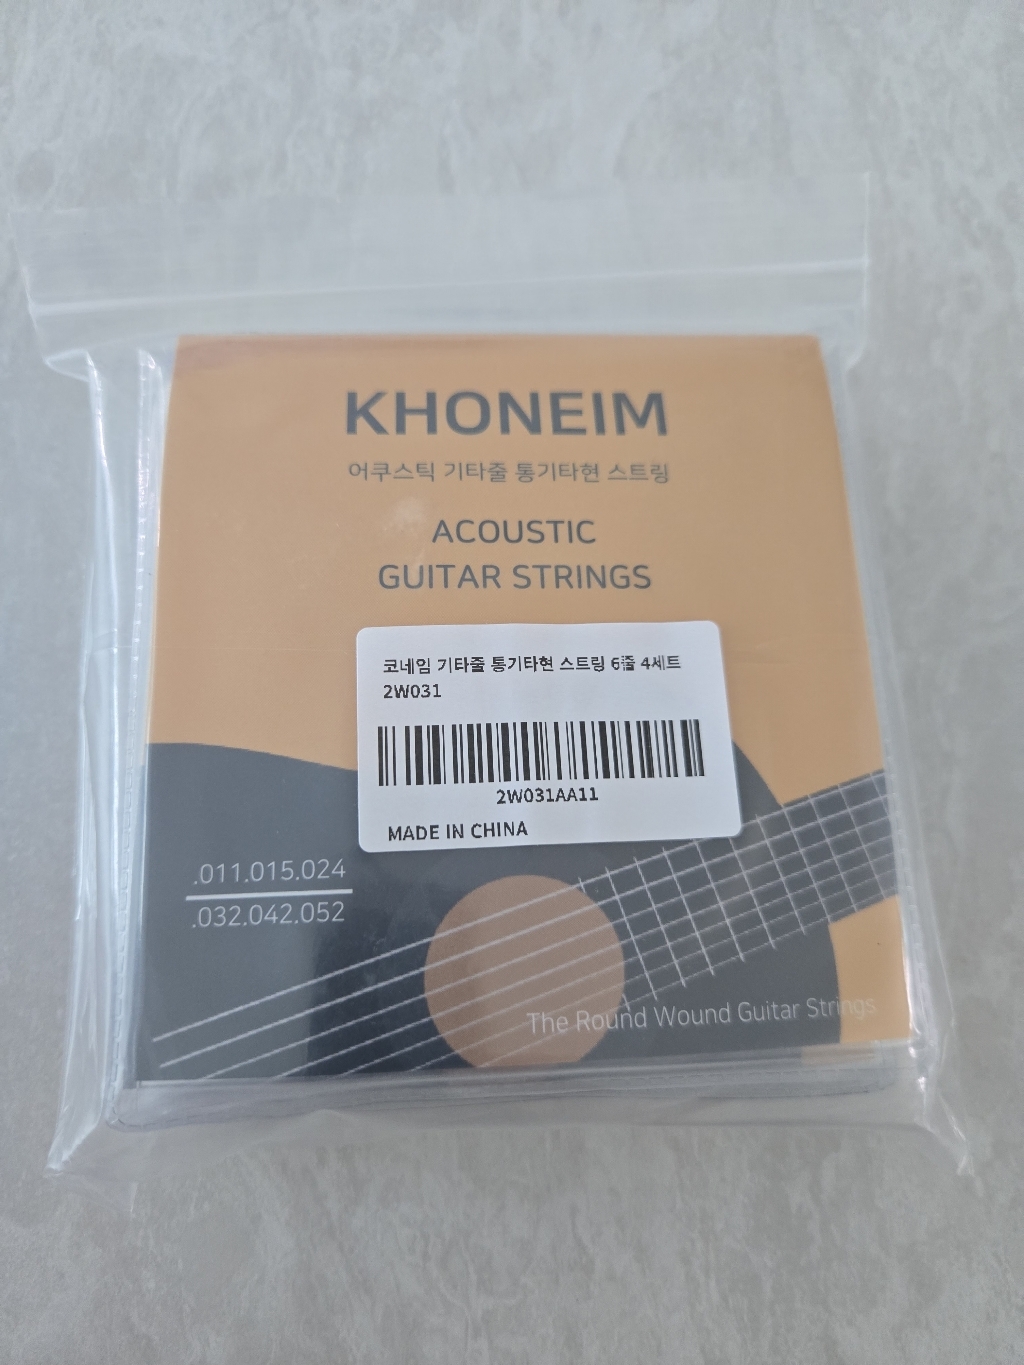 KHONEIM
어쿠스틱 기타줄 통기타현 스트링
ACOUSTIC
GUITAR STRINGS
코네임 기타줄 통기타현 스트링 6줄 4세트
2W031
2W031AA11
MADE IN CHINA
.011.015.024
.032.042.052
The Round Wound Guitar Strings